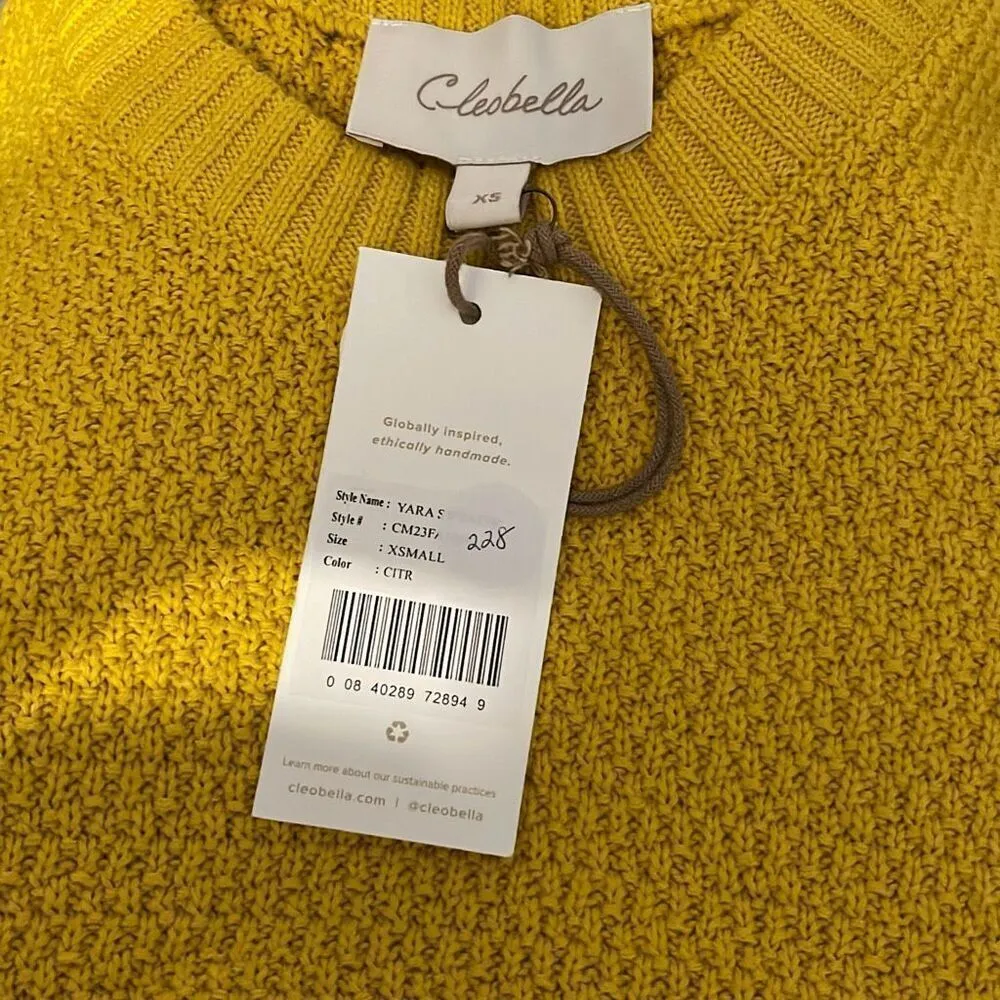 Cleobella
XS
Globally inspired,
ethically handmade.
Style Name : YARA S
Style # : CM23F
228
Size : XSMALL
Color : CITR
0 08 40289 72894 9
Learn more about our sustainable practices
cleobella.com | @cleobella